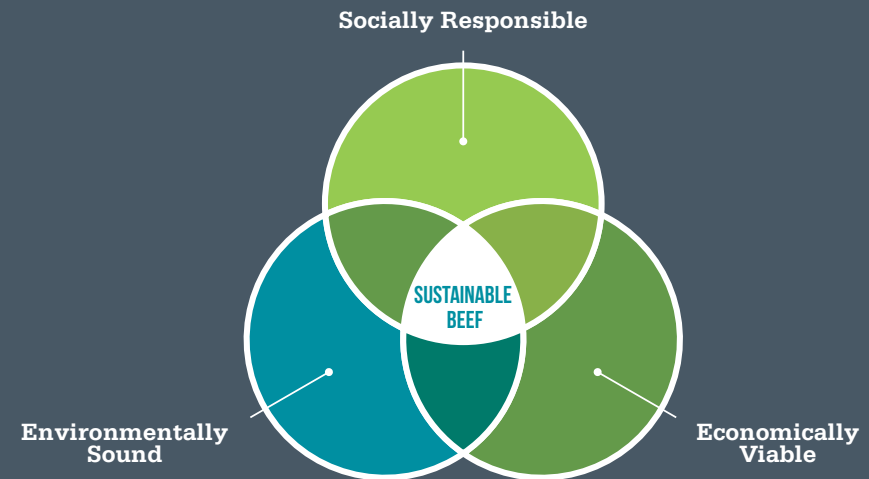 Socially Responsible
SUSTAINABLE
BEEF
Environmentally
Sound
Economically
Viable